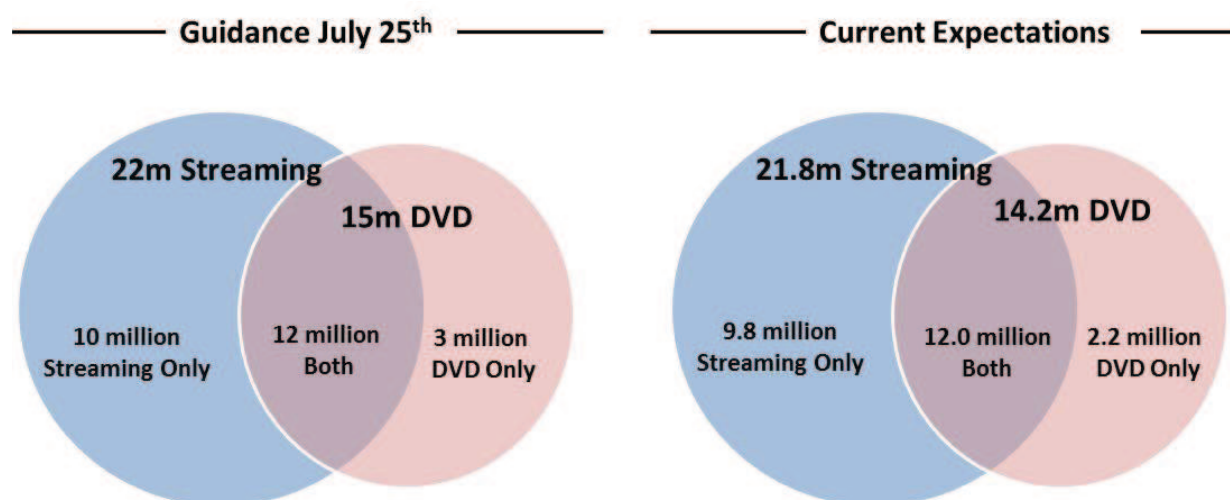 Guidance July 25th
Current Expectations
22m Streaming
15m DVD
10 million
Streaming Only
12 million
Both
3 million
DVD Only
21.8m Streaming
14.2m DVD
9.8 million
Streaming Only
12.0 million
Both
2.2 million
DVD Only